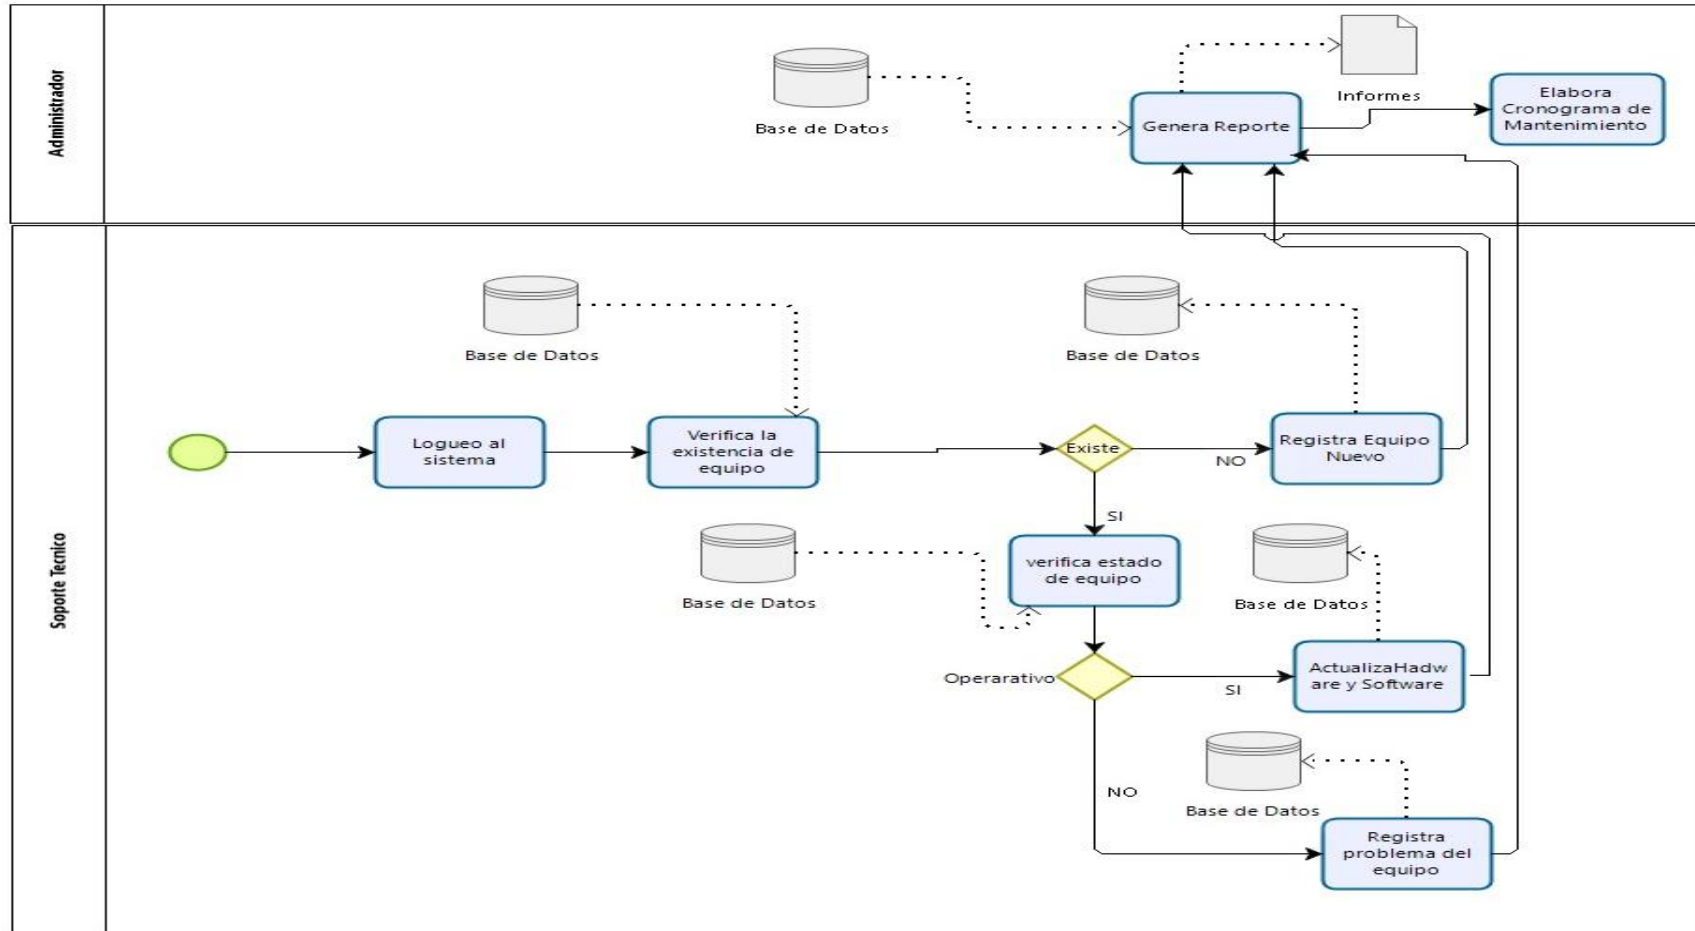 Administrador
Base de Datos
Genera Reporte
Informes
Elabora
Cronograma de
Mantenimiento
Soporte Tecnico
Base de Datos
Base de Datos
Logueo al
sistema
Verifica la
existencia de
equipo
Existe
NO
Registra Equipo
Nuevo
SI
Base de Datos
verifica estado
de equipo
Base de Datos
Operarativo
SI
ActualizaHadw
are y Software
NO
Base de Datos
Registra
problema del
equipo